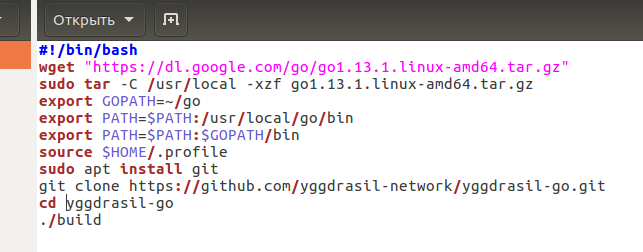 Открыть
#!/bin/bash
wget "https://dl.google.com/go/go1.13.1.linux-amd64.tar.gz"
sudo tar -C /usr/local -xzf go1.13.1.linux-amd64.tar.gz
export GOPATH=~/go
export PATH=$PATH:/usr/local/go/bin
export PATH=$PATH:$GOPATH/bin
source $HOME/.profile
sudo apt install git
git clone https://github.com/yggdrasil-network/yggdrasil-go.git
cd yggdrasil-go
./build